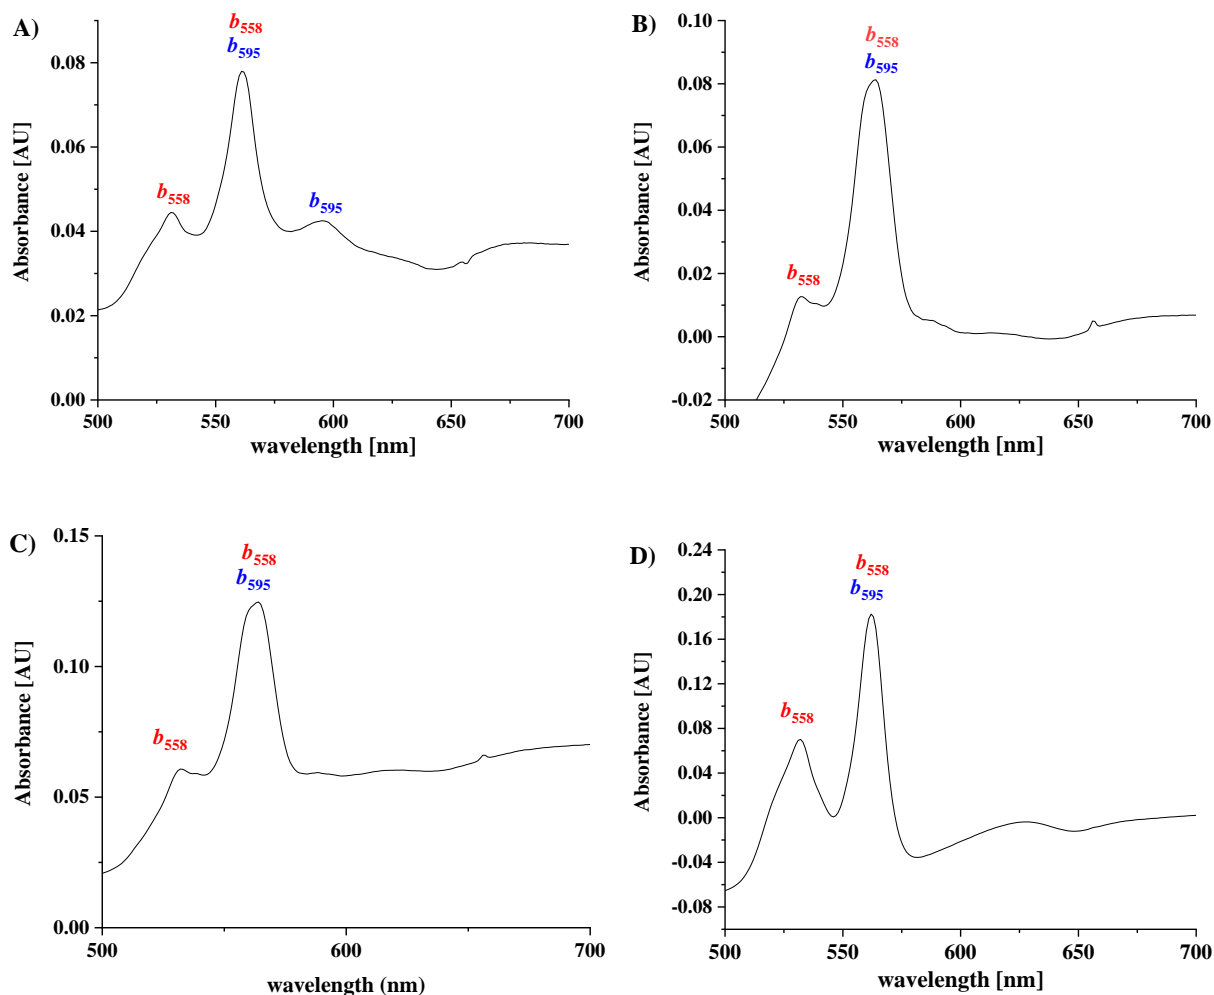 A)
b558
b595
b558
b595
0.08
0.06
0.04
0.02
0.00
Absorbance [AU]
500
550
600
650
700
wavelength [nm]
B)
b558
b595
b558
0.10
0.08
0.06
0.04
0.02
0.00
-0.02
Absorbance [AU]
500
550
600
650
700
wavelength [nm]
C)
b558
b595
b558
0.15
0.10
0.05
0.00
Absorbance [AU]
500
600
700
wavelength (nm)
D)
b558
b595
b558
0.24
0.20
0.16
0.12
0.08
0.04
0.00
-0.04
-0.08
Absorbance [AU]
500
550
600
650
700
wavelength [nm]